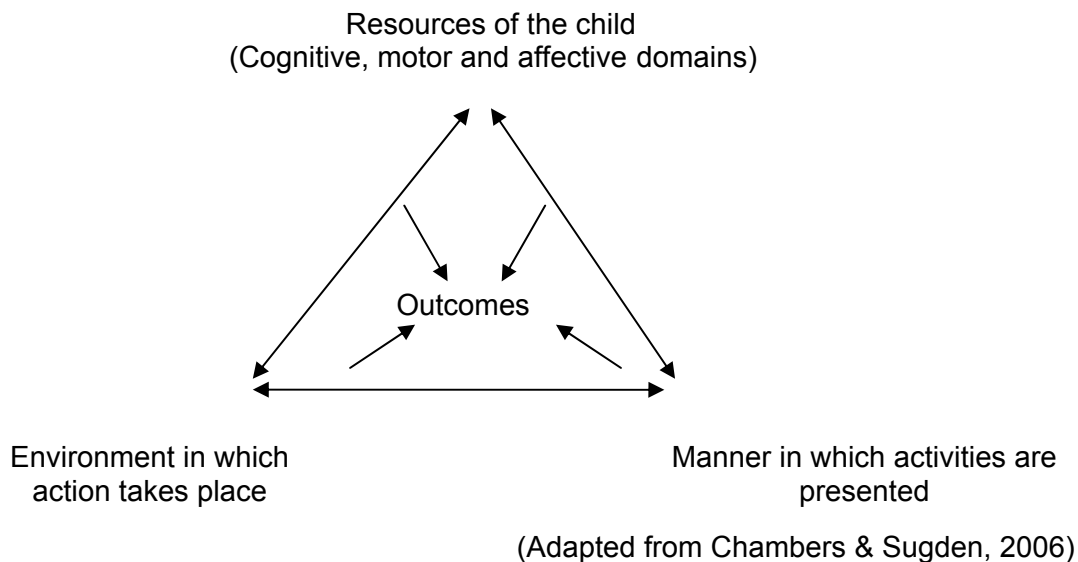 Resources of the child
(Cognitive, motor and affective domains)
Outcomes
Environment in which
action takes place
Manner in which activities are
presented
(Adapted from Chambers & Sugden, 2006)